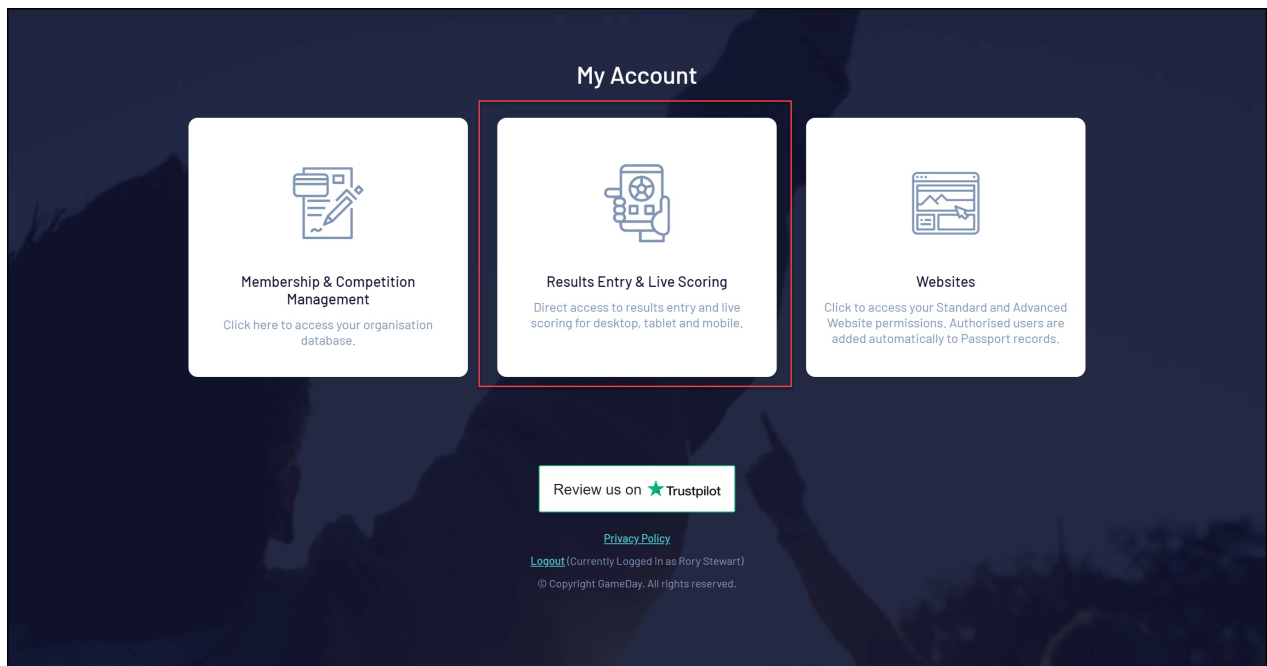 My Account
Membership & Competition
Management
Click here to access your organisation
database.
Results Entry & Live Scoring
Direct access to results entry and live
scoring for desktop, tablet and mobile.
Websites
Click to access your Standard and Advanced
Website permissions. Authorised users are
added automatically to Passport records.
Review us on Trustpilot
Privacy Policy
Logout (Currently Logged in as Rory Stewart)
© Copyright GameDay. All rights reserved.